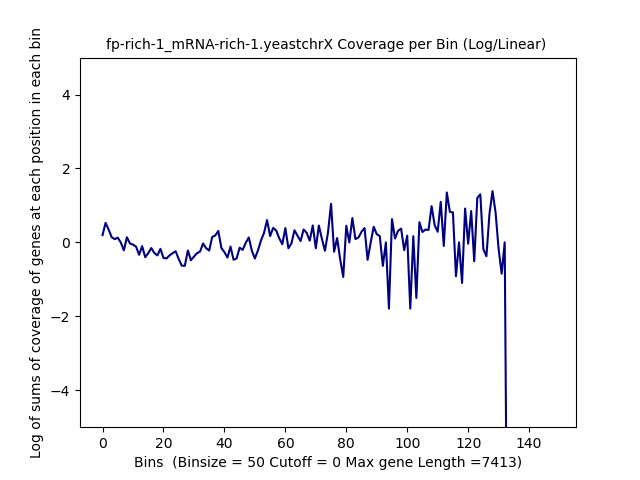 fp-rich-1_mRNA-rich-1.yeastchrX Coverage per Bin (Log/Linear)
Log of sums of coverage of genes at each position in each bin
4
2
0
−2
−4
0 20 40 60 80 100 120 140
Bins  (Binsize = 50 Cutoff = 0 Max gene Length =7413)